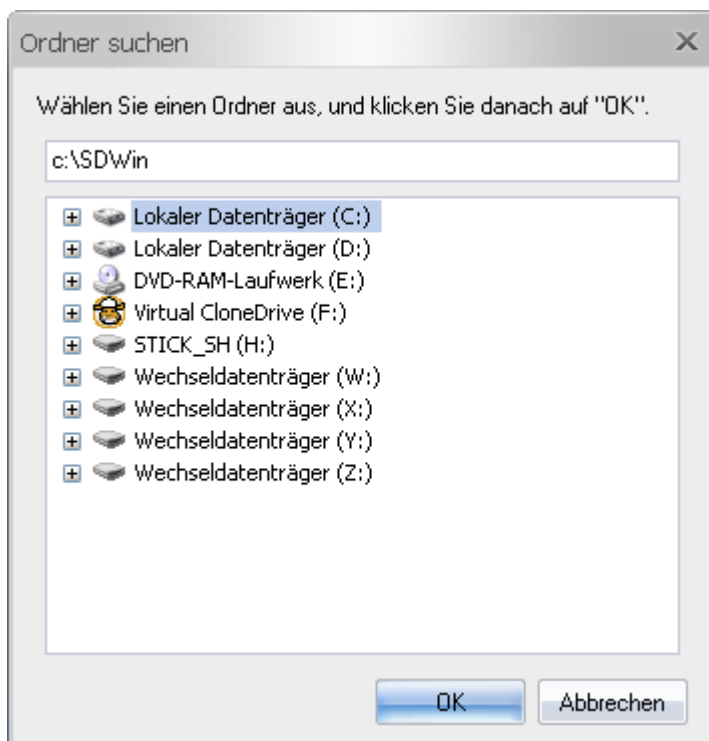 Ordner suchen
Wählen Sie einen Ordner aus, und klicken Sie danach auf "OK".
c:\SDWin
Lokaler Datenträger (C:)
Lokaler Datenträger (D:)
DVD-RAM-Laufwerk (E:)
Virtual CloneDrive (F:)
STICK_SH (H:)
Wechseldatenträger (W:)
Wechseldatenträger (X:)
Wechseldatenträger (Y:)
Wechseldatenträger (Z:)
OK Abbrechen